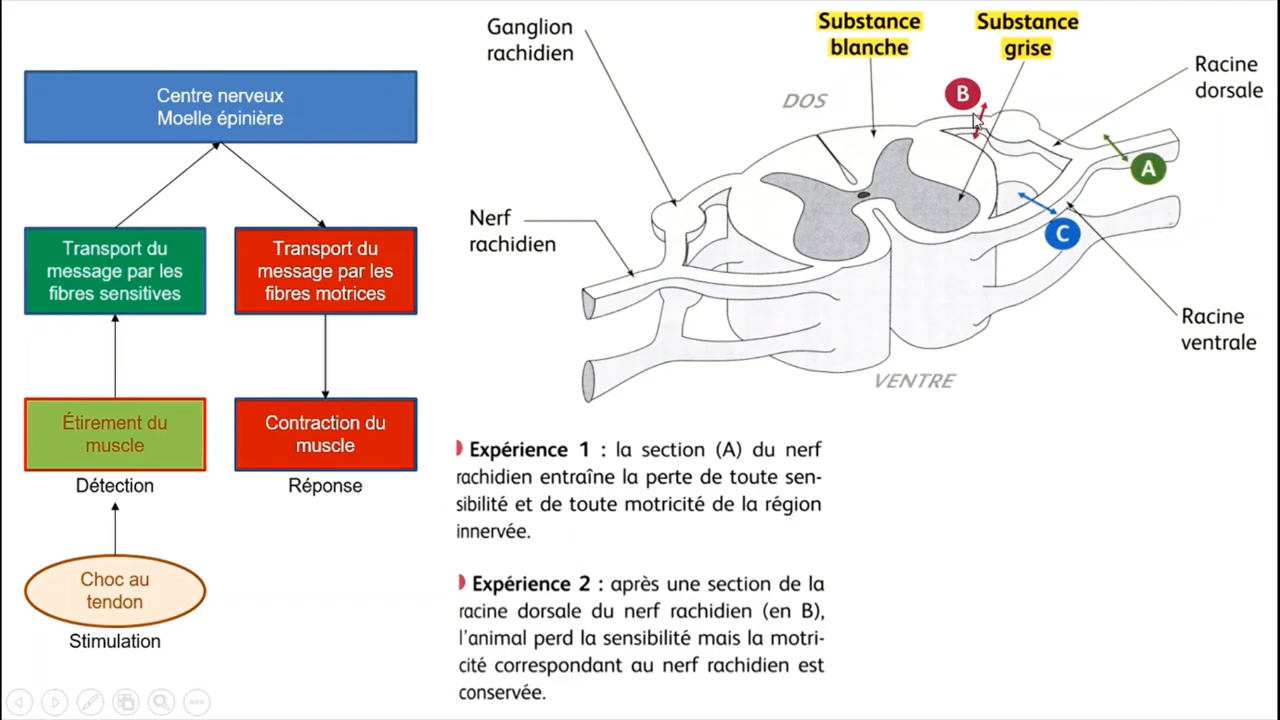 Centre nerveux
Moelle épinière
Transport du
message par les
fibres sensitives
Transport du
message par les
fibres motrices
Étirement du
muscle
Contraction du
muscle
Détection
Réponse
Choc au
tendon
Stimulation
Ganglion
rachidien
Substance
blanche
Substance
grise
Racine
dorsale
DOS
B
A
Nerf
rachidien
C
Racine
ventrale
VENTRE
Expérience 1 : la section (A) du nerf
rachidien entraîne la perte de toute sen-
sibilité et de toute motricité de la région
innervée.
Expérience 2 : après une section de la
racine dorsale du nerf rachidien (en B),
l'animal perd la sensibilité mais la motri-
cité correspondant au nerf rachidien est
conservée.